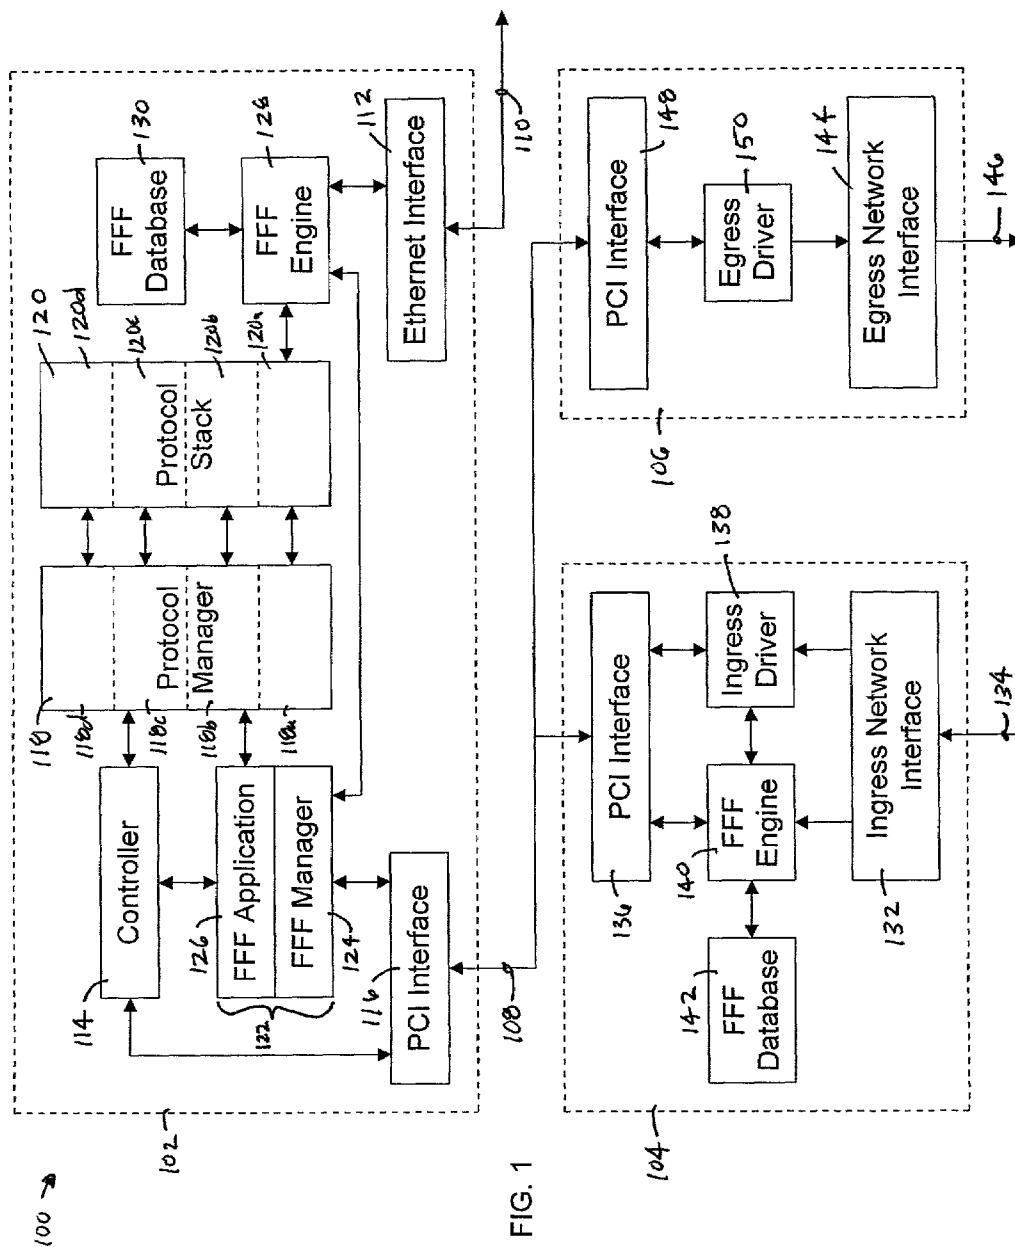 100
102
114
Controller
126
FFF Application
FFF Manager
124
122
116
PCI Interface
118
118d
118c
118b
118a
Protocol
Manager
120
120d
120c
120b
120a
Protocol
Stack
130
FFF
Database
126
FFF
Engine
112
Ethernet Interface
110
108
FIG. 1
104
136
PCI Interface
138
Ingress
Driver
140
FFF
Engine
142
FFF
Database
132
Ingress Network
Interface
134
106
148
PCI Interface
150
Egress
Driver
144
Egress Network
Interface
146